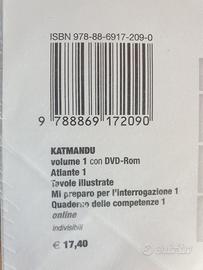 ISBN 978-88-6917-209-0
9 788869 172090
KATMANDU
volume 1 con DVD-Rom
Atlante 1
Tavole illustrate
Mi preparo per l'interrogazione 1
Quaderno delle competenze 1
online
indivisibili
€ 17,40
subito